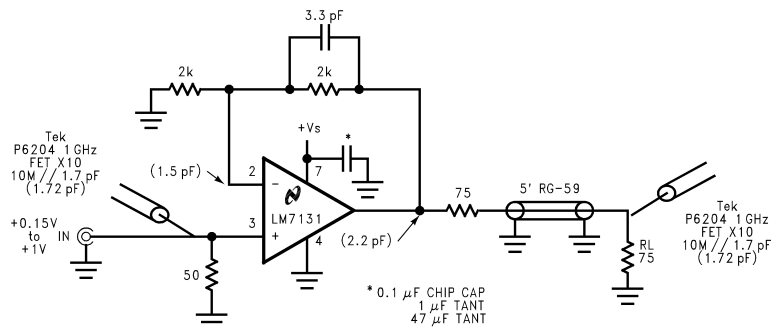 3.3 pF
2k
2k
+Vs
*
Tek
P6204 1GHz
FET X10
10M // 1.7 pF
(1.72 pF)
(1.5 pF)
2
7
−
LM7131
3
+
4
+0.15V
to
+1V
IN
50
(2.2 pF)
75
5' RG-59
Tek
P6204 1GHz
FET X10
10M // 1.7 pF
(1.72 pF)
RL
75
* 0.1 μF CHIP CAP
1 μF TANT
47 μF TANT